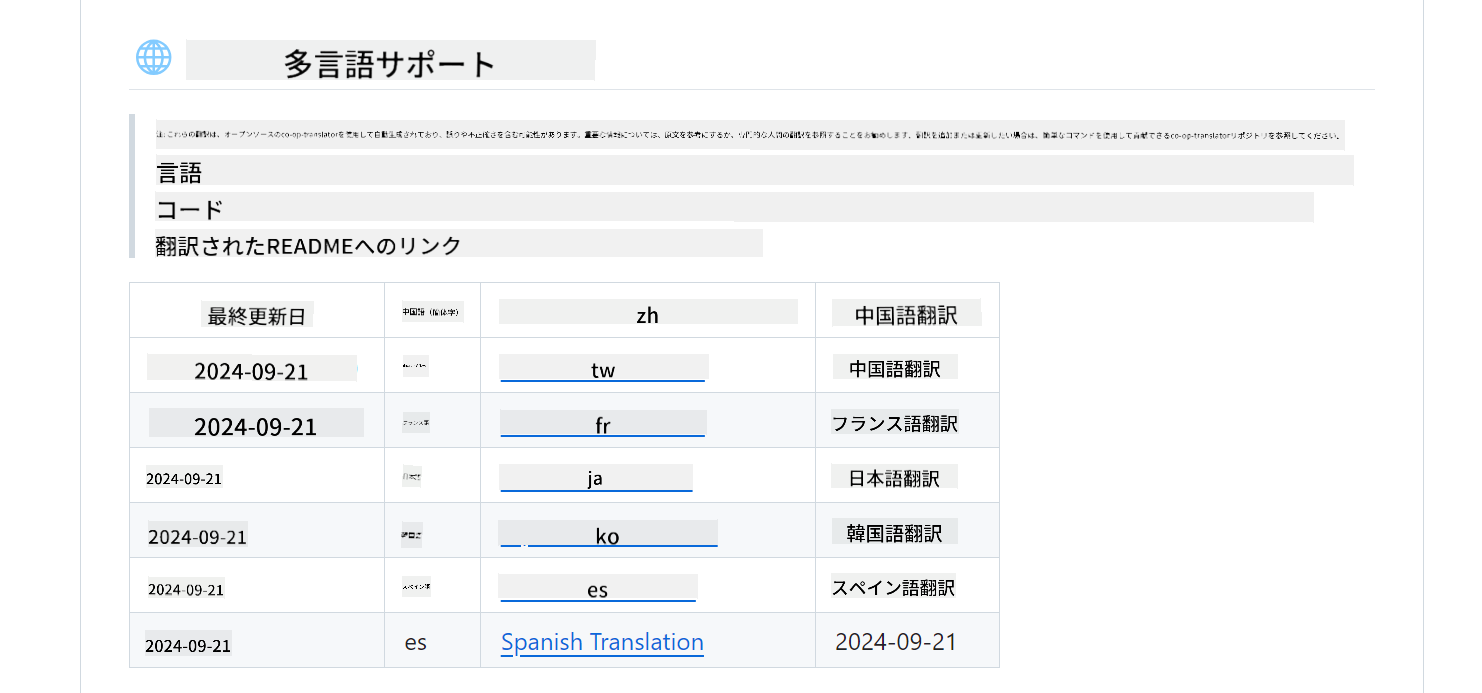 多言語サポート
注: これらの翻訳は、オープンソースのco-op-translatorを使用して自動生成されており、誤りや不正確さを含む可能性があります。重要な情報については、原文を参考にするか、専門的な人間の翻訳を参照することをお勧めします。翻訳を追加または更新したい場合は、簡単なコマンドを使用して貢献できるco-op-translatorリポジトリを参照してください。
言語
コード
翻訳されたREADMEへのリンク
最終更新日 中国語（簡体字） zh 中国語翻訳
2024-09-21 tw 中国語翻訳
2024-09-21 フランス語 fr フランス語翻訳
2024-09-21 日本語 ja 日本語翻訳
2024-09-21 韓国語 ko 韓国語翻訳
2024-09-21 スペイン語 es スペイン語翻訳
2024-09-21 es Spanish Translation 2024-09-21